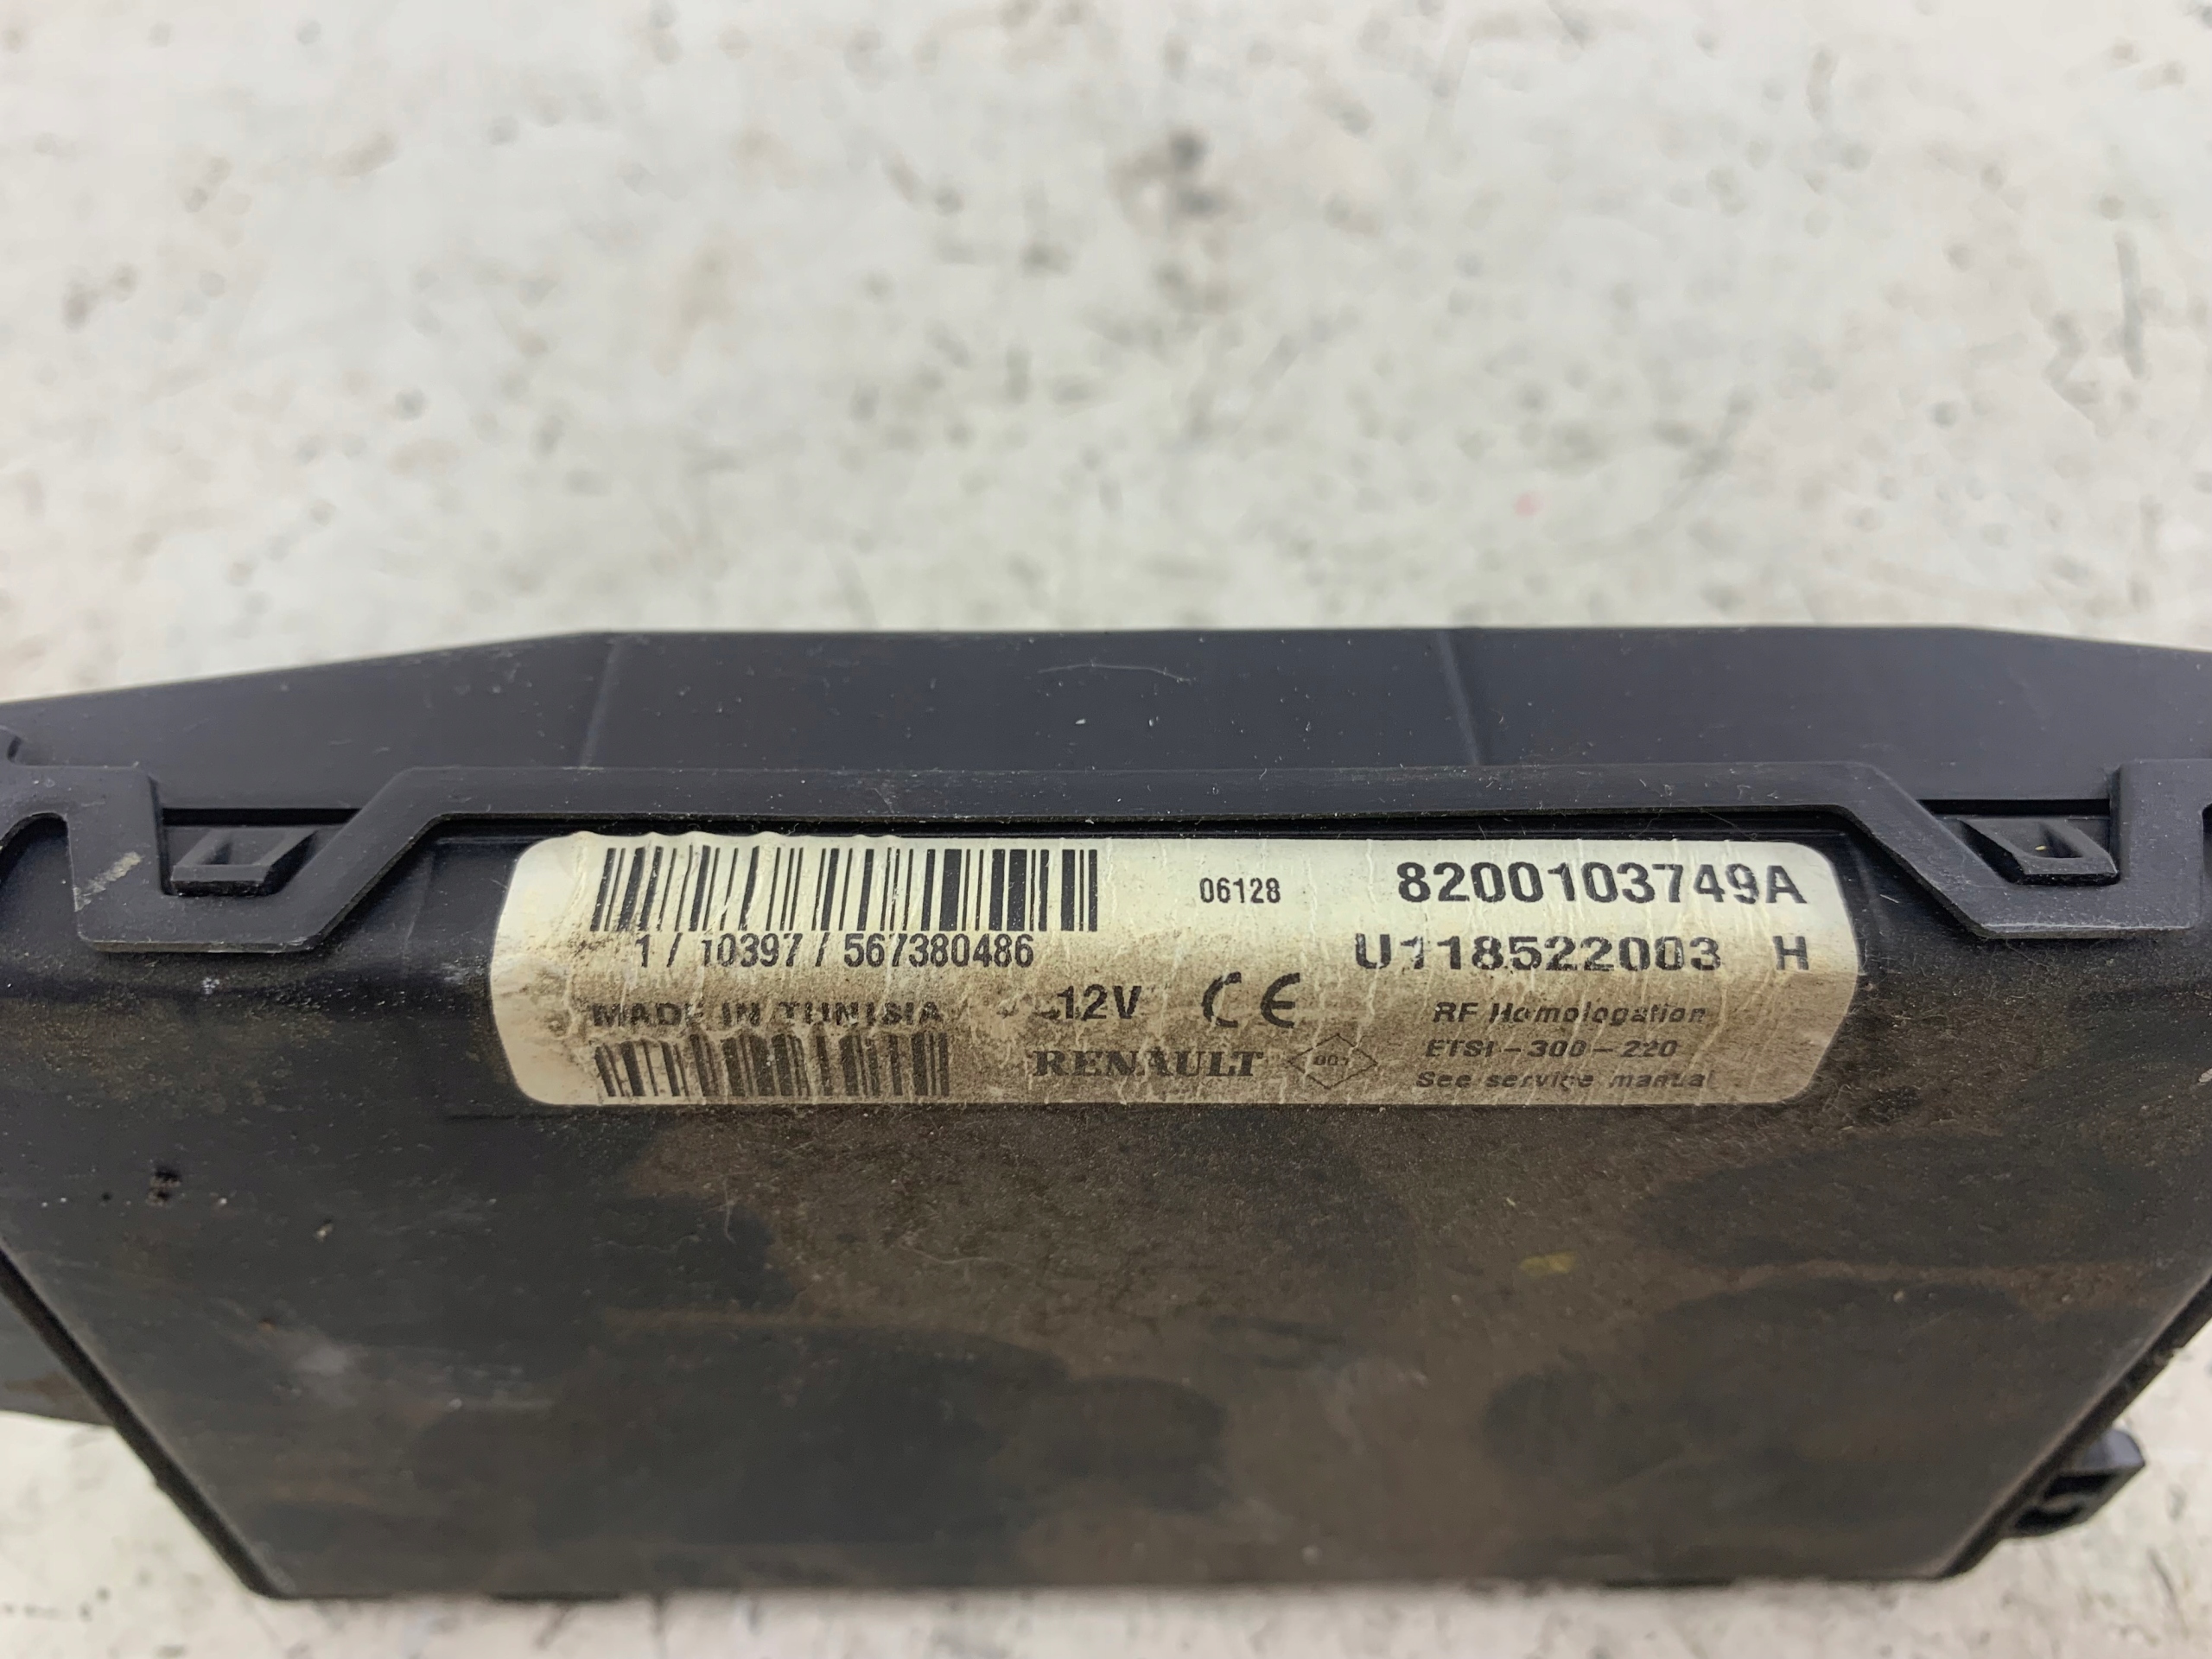 06128 8200103749A
1 / 10397 / 567380486 U118522003 H
MADE IN TUNISIA 12V CE RF Homologation
RENAULT ETSI-300-220
See service manual